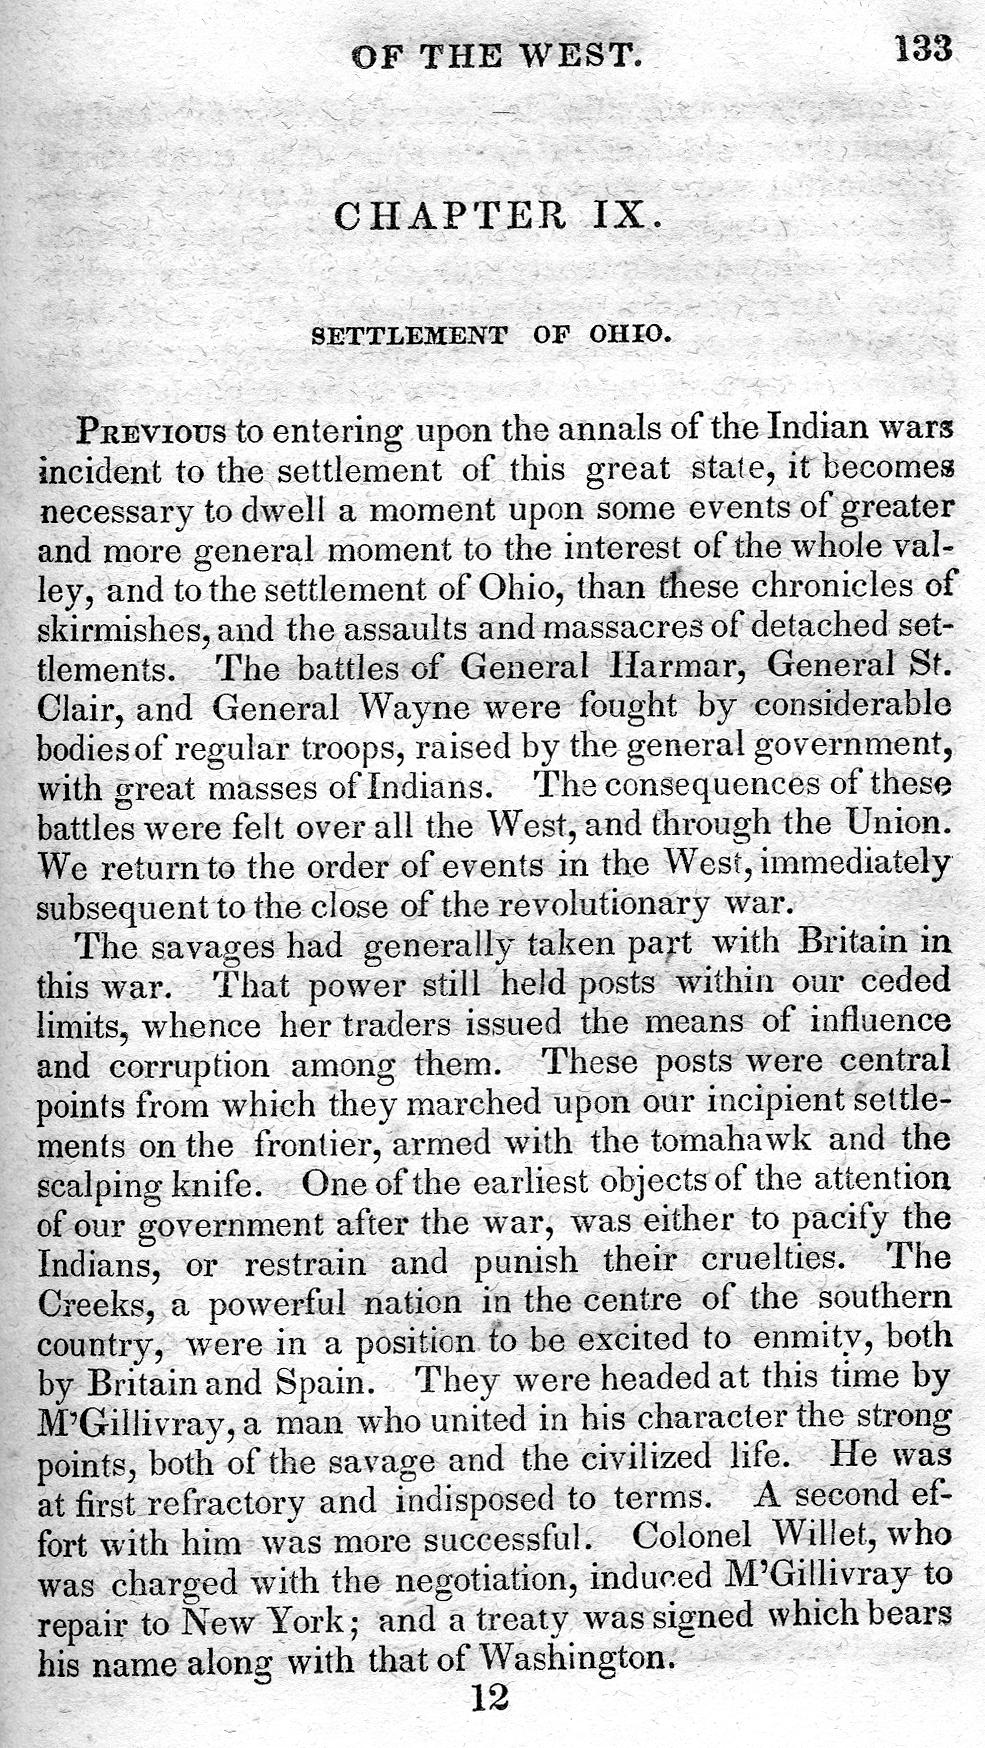 OF THE WEST. 133
CHAPTER IX.
SETTLEMENT OF OHIO.
PREVIOUS to entering upon the annals of the Indian wars
incident to the settlement of this great state, it becomes
necessary to dwell a moment upon some events of greater
and more general moment to the interest of the whole val-
ley, and to the settlement of Ohio, than these chronicles of
skirmishes, and the assaults and massacres of detached set-
tlements. The battles of General Harmar, General St.
Clair, and General Wayne were fought by considerable
bodies of regular troops, raised by the general government,
with great masses of Indians. The consequences of these
battles were felt over all the West, and through the Union.
We return to the order of events in the West, immediately
subsequent to the close of the revolutionary war.
The savages had generally taken part with Britain in
this war. That power still held posts within our ceded
limits, whence her traders issued the means of influence
and corruption among them. These posts were central
points from which they marched upon our incipient settle-
ments on the frontier, armed with the tomahawk and the
scalping knife. One of the earliest objects of the attention
of our government after the war, was either to pacify the
Indians, or restrain and punish their cruelties. The
Creeks, a powerful nation in the centre of the southern
country, were in a position to be excited to enmity, both
by Britain and Spain. They were headed at this time by
M'Gillivray, a man who united in his character the strong
points, both of the savage and the civilized life. He was
at first refractory and indisposed to terms. A second ef-
fort with him was more successful. Colonel Willet, who
was charged with the negotiation, induced M'Gillivray to
repair to New York; and a treaty was signed which bears
his name along with that of Washington.
12